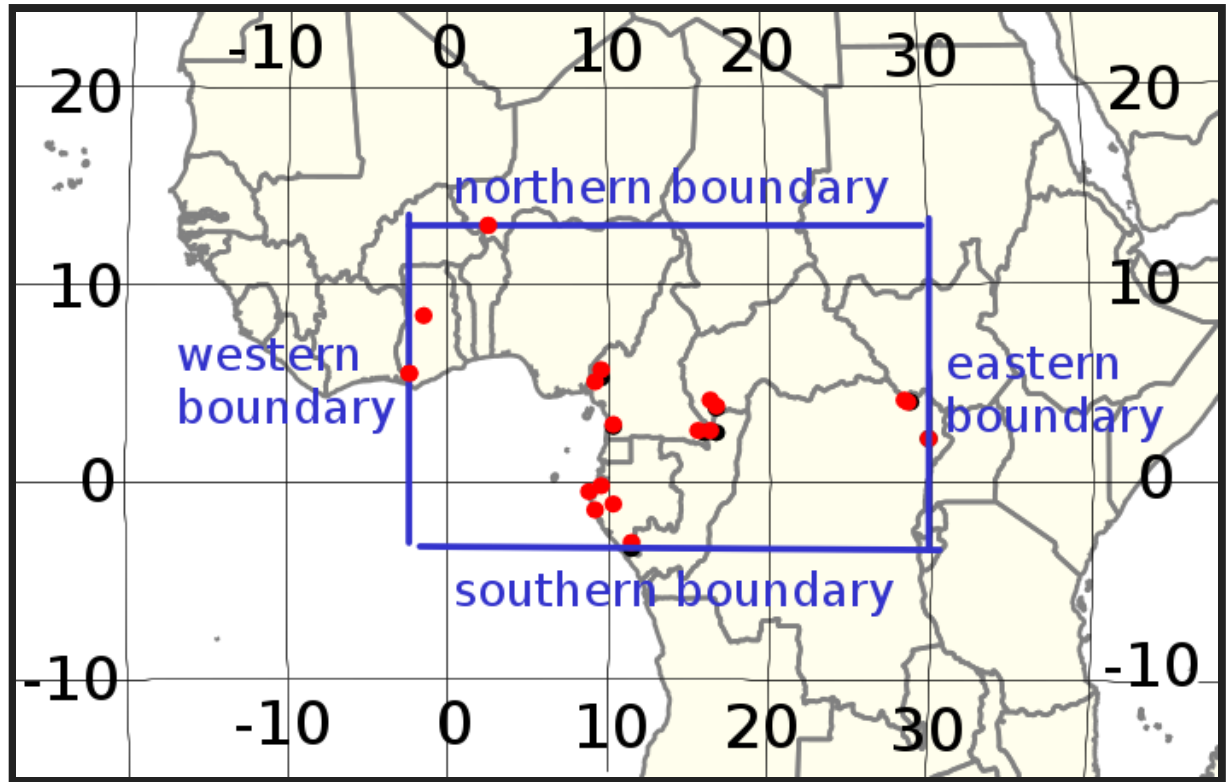 -10 0 10 20 30
20 20
northern boundary
10 10
western
boundary
eastern
boundary
0 0
southern boundary
-10 -10
-10 0 10 20 30